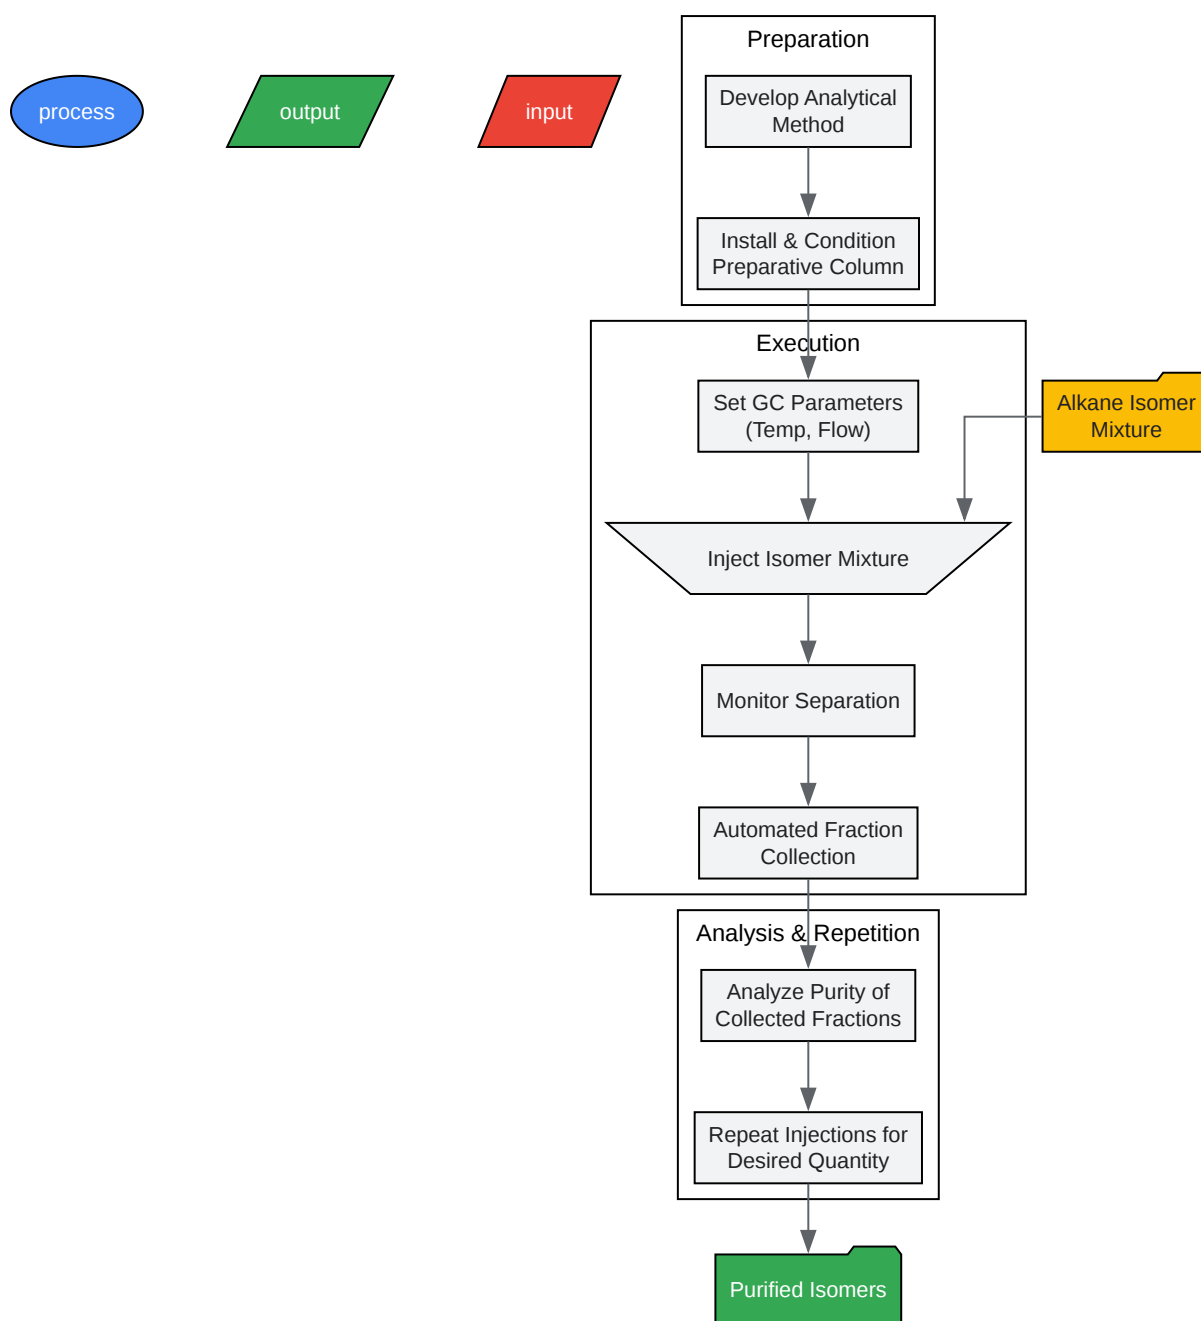 Preparation
process
output
input
Develop Analytical
Method
Install & Condition
Preparative Column
Execution
Set GC Parameters
(Temp, Flow)
Alkane Isomer
Mixture
Inject Isomer Mixture
Monitor Separation
Automated Fraction
Collection
Analysis & Repetition
Analyze Purity of
Collected Fractions
Repeat Injections for
Desired Quantity
Purified Isomers